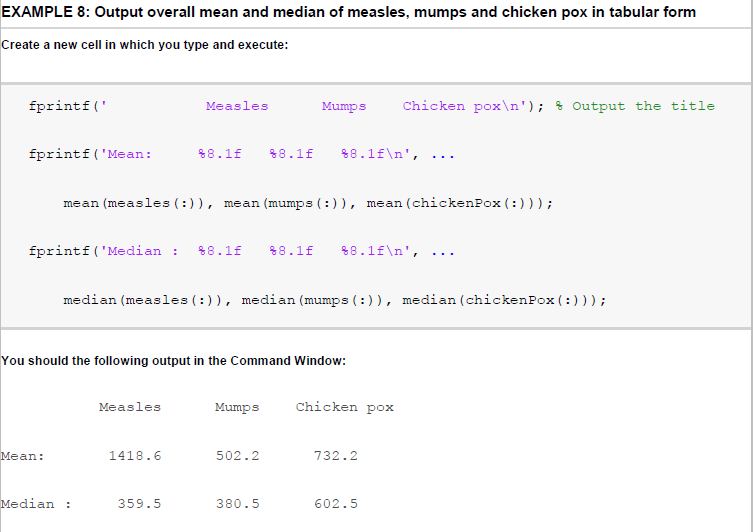 EXAMPLE 8: Output overall mean and median of measles, mumps and chicken pox in tabular form
Create a new cell in which you type and execute:
fprintf('           Measles      Mumps    Chicken pox\n'); % Output the title
fprintf('Mean:     %8.1f   %8.1f   %8.1f\n', ...
    mean(measles(:)), mean(mumps(:)), mean(chickenPox(:)));
fprintf('Median :  %8.1f   %8.1f   %8.1f\n', ...
    median(measles(:)), median(mumps(:)), median(chickenPox(:)));
You should the following output in the Command Window:
           Measles      Mumps    Chicken pox
Mean:       1418.6      502.2      732.2
Median :     359.5      380.5      602.5